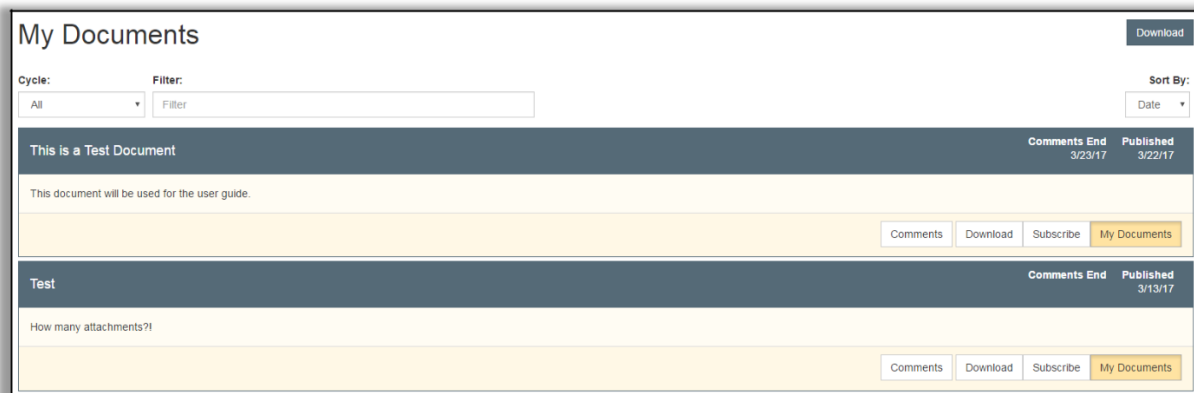 My Documents
Download
Cycle: Filter: Sort By:
All Filter Date
This is a Test Document Comments End Published
3/23/17 3/22/17
This document will be used for the user guide.
Comments Download Subscribe My Documents
Test Comments End Published
3/13/17
How many attachments?!
Comments Download Subscribe My Documents